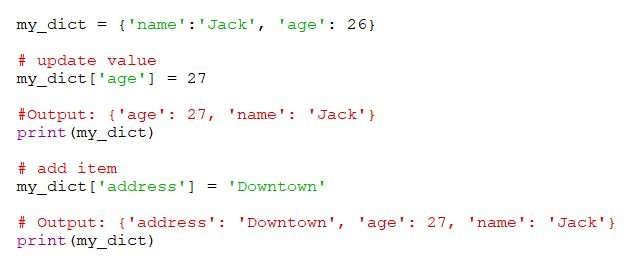 my_dict = {'name':'Jack', 'age': 26}
# update value
my_dict['age'] = 27
#Output: {'age': 27, 'name': 'Jack'}
print(my_dict)
# add item
my_dict['address'] = 'Downtown'
# Output: {'address': 'Downtown', 'age': 27, 'name': 'Jack'}
print(my_dict)